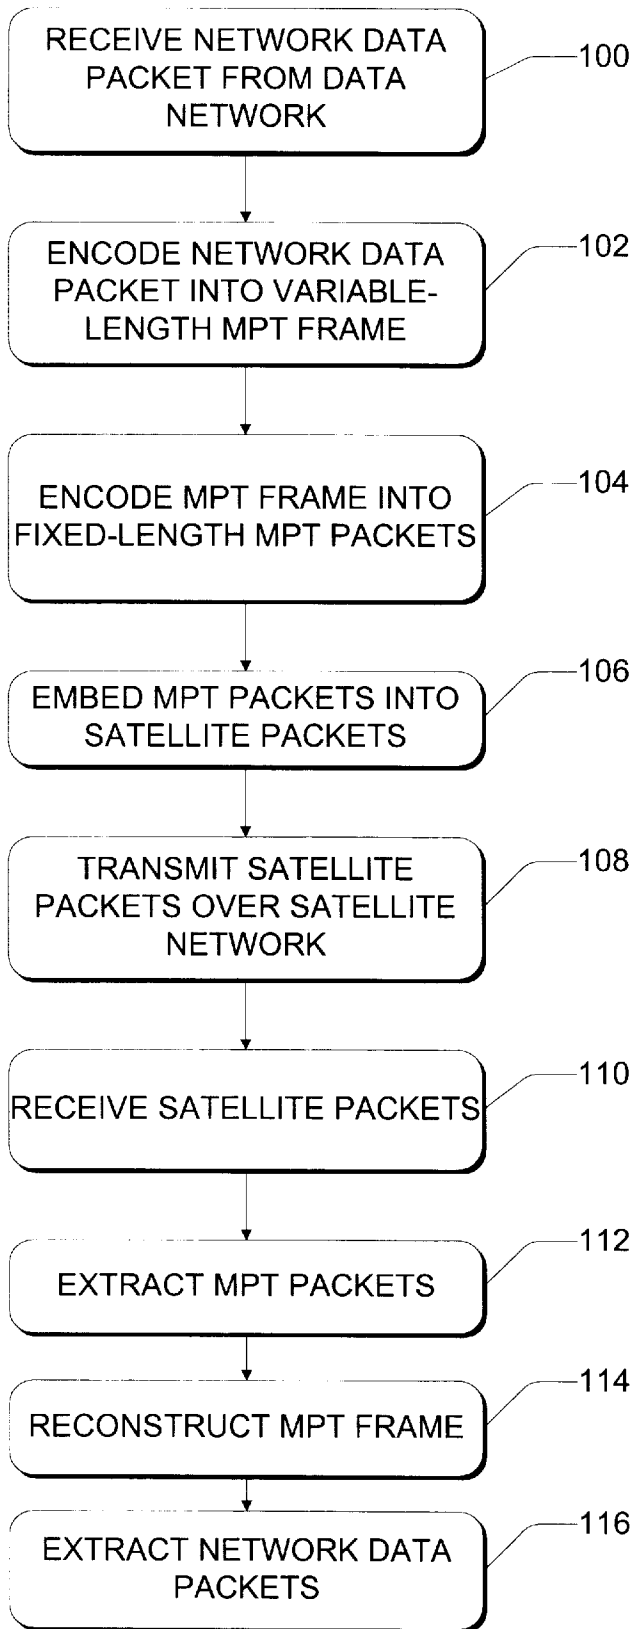 RECEIVE NETWORK DATA
PACKET FROM DATA
NETWORK
100
ENCODE NETWORK DATA
PACKET INTO VARIABLE-
LENGTH MPT FRAME
102
ENCODE MPT FRAME INTO
FIXED-LENGTH MPT PACKETS
104
EMBED MPT PACKETS INTO
SATELLITE PACKETS
106
TRANSMIT SATELLITE
PACKETS OVER SATELLITE
NETWORK
108
RECEIVE SATELLITE PACKETS
110
EXTRACT MPT PACKETS
112
RECONSTRUCT MPT FRAME
114
EXTRACT NETWORK DATA
PACKETS
116